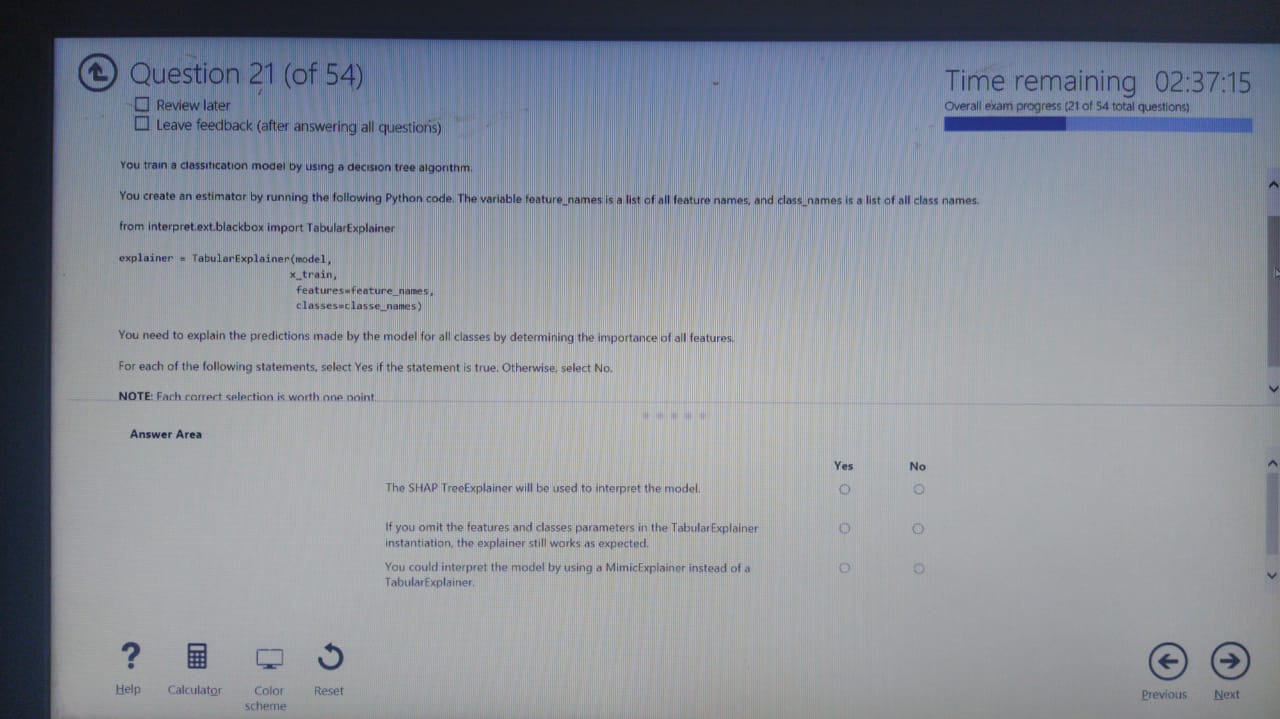 Question 21 (of 54)
Review later
Leave feedback (after answering all questions)
Time remaining 02:37:15
Overall exam progress (21 of 54 total questions)
You train a classification model by using a decision tree algorithm.
You create an estimator by running the following Python code. The variable feature_names is a list of all feature names, and class_names is a list of all class names.
from interpret.ext.blackbox import TabularExplainer
explainer = TabularExplainer(model,
x_train,
features=feature_names,
classes=classe_names)
You need to explain the predictions made by the model for all classes by determining the importance of all features.
For each of the following statements, select Yes if the statement is true. Otherwise, select No.
NOTE: Each correct selection is worth one point.
Answer Area
Yes No
The SHAP TreeExplainer will be used to interpret the model.
If you omit the features and classes parameters in the TabularExplainer
instantiation, the explainer still works as expected.
You could interpret the model by using a MimicExplainer instead of a
TabularExplainer.
?
Help
Calculator
Color
scheme
Reset
Previous
Next